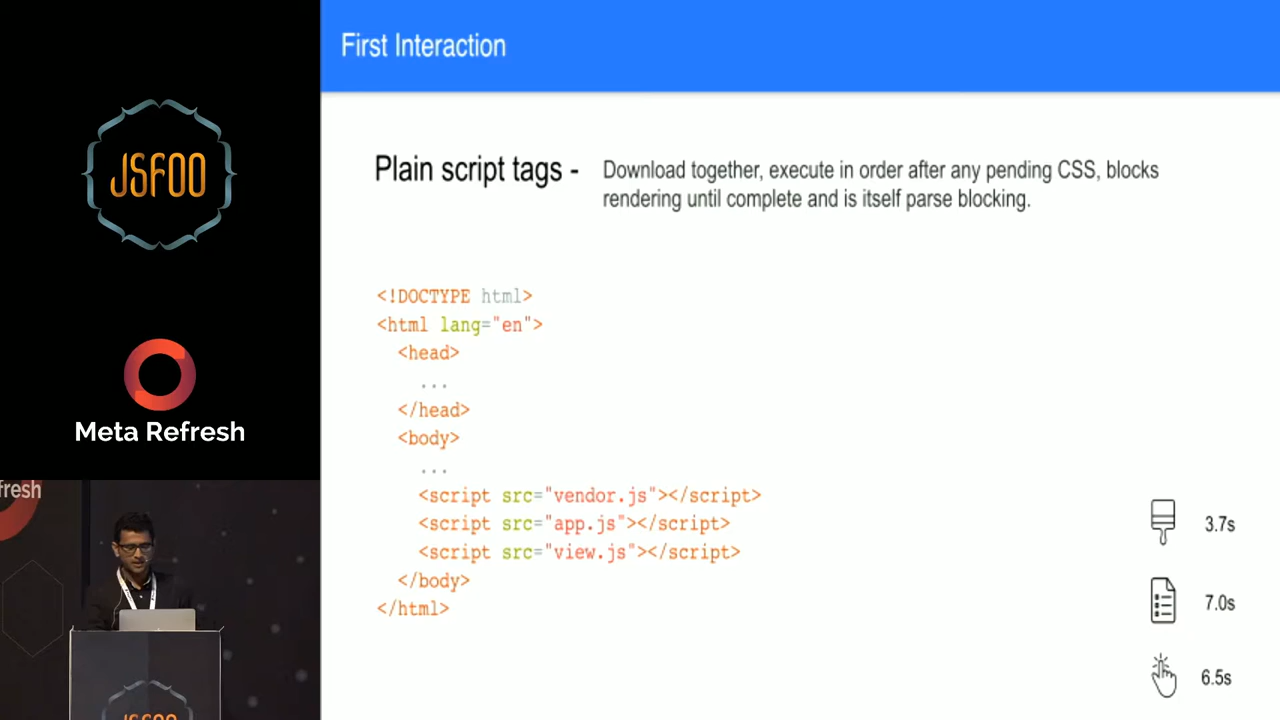 First Interaction
JSFOO
Plain script tags -
Download together, execute in order after any pending CSS, blocks
rendering until complete and is itself parse blocking.
<!DOCTYPE html>
<html lang="en">
<head>
...
</head>
<body>
...
<script src="vendor.js"></script>
<script src="app.js"></script>
<script src="view.js"></script>
</body>
</html>
Meta Refresh
3.7s
7.0s
6.5s
fresh
JSFOO